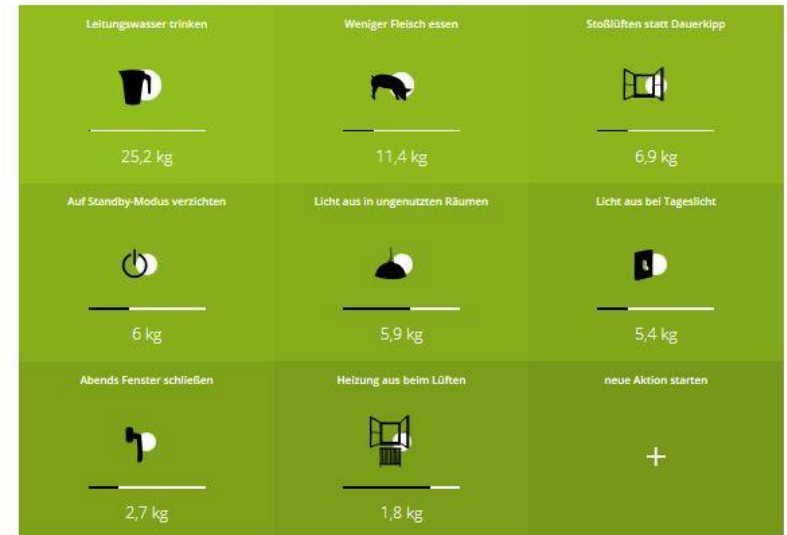 Leitungswasser trinken
Weniger Fleisch essen
Stoßlüften statt Dauerkipp
25,2 kg
11,4 kg
6,9 kg
Auf Standby-Modus verzichten
Licht aus in ungenutzten Räumen
Licht aus bei Tageslicht
6 kg
5,9 kg
5,4 kg
Abends Fenster schließen
Heizung aus beim Lüften
neue Aktion starten
+
2,7 kg
1,8 kg